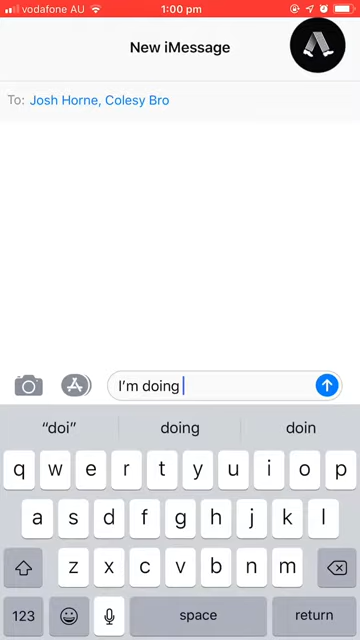 vodafone AU 1:00 pm
New iMessage
To: Josh Horne, Colesy Bro
I'm doing
“doi” doing doin
q w e r t y u i o p
a s d f g h j k l
z x c v b n m
123 space return